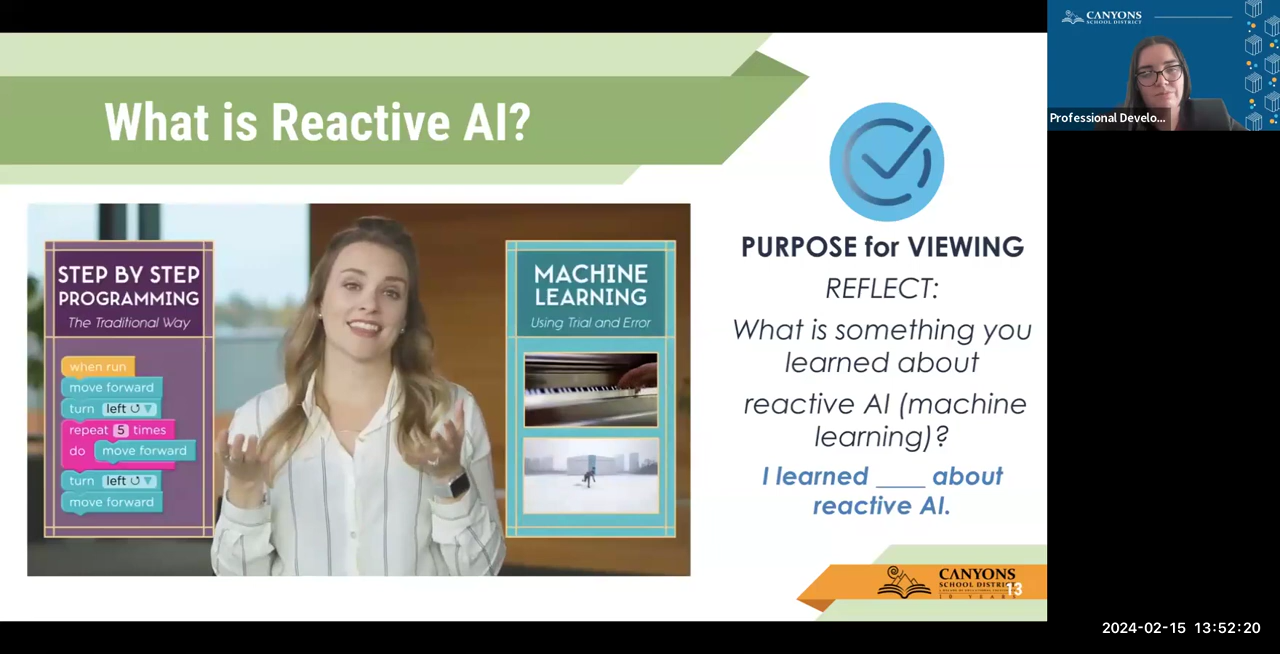 CANYONS
SCHOOL DISTRICT
Professional Develo...
What is Reactive AI?
STEP BY STEP
PROGRAMMING
The Traditional Way
when run
move forward
turn left
repeat 5 times
do move forward
turn left
move forward
MACHINE
LEARNING
Using Trial and Error
PURPOSE for VIEWING
REFLECT:
What is something you
learned about
reactive AI (machine
learning)?
I learned ____ about
reactive AI.
CANYONS
SCHOOL DISTRI
13
2024-02-15 13:52:20